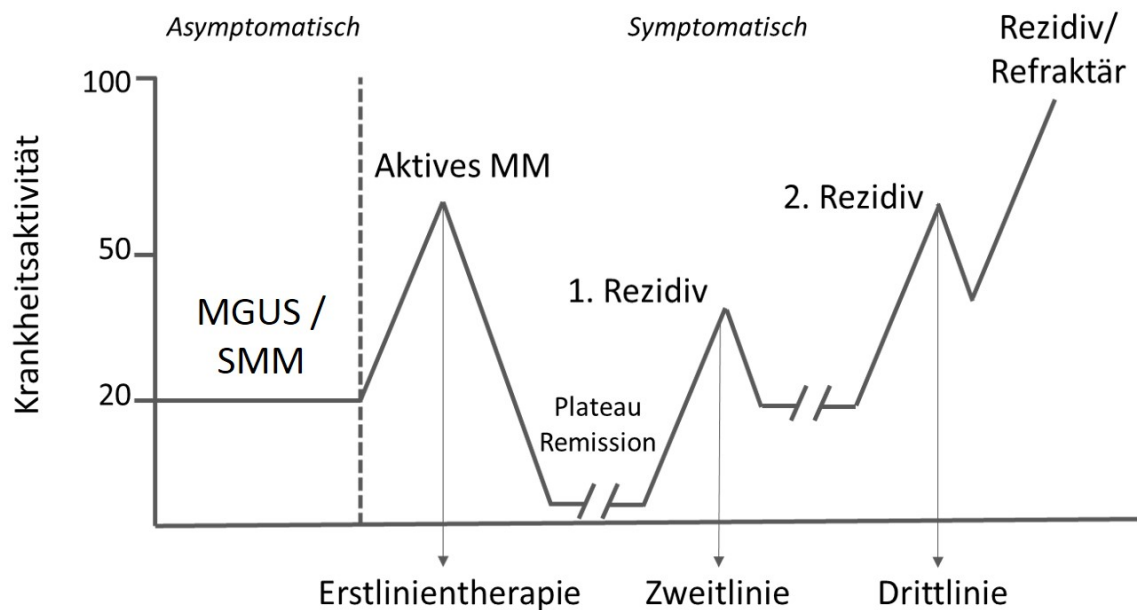 Asymptomatisch
Symptomatisch
Rezidiv/
Refraktär
Krankheitsaktivität
100
50
20
MGUS /
SMM
Aktives MM
Plateau
Remission
1. Rezidiv
2. Rezidiv
Erstlinientherapie
Zweitlinie
Drittlinie